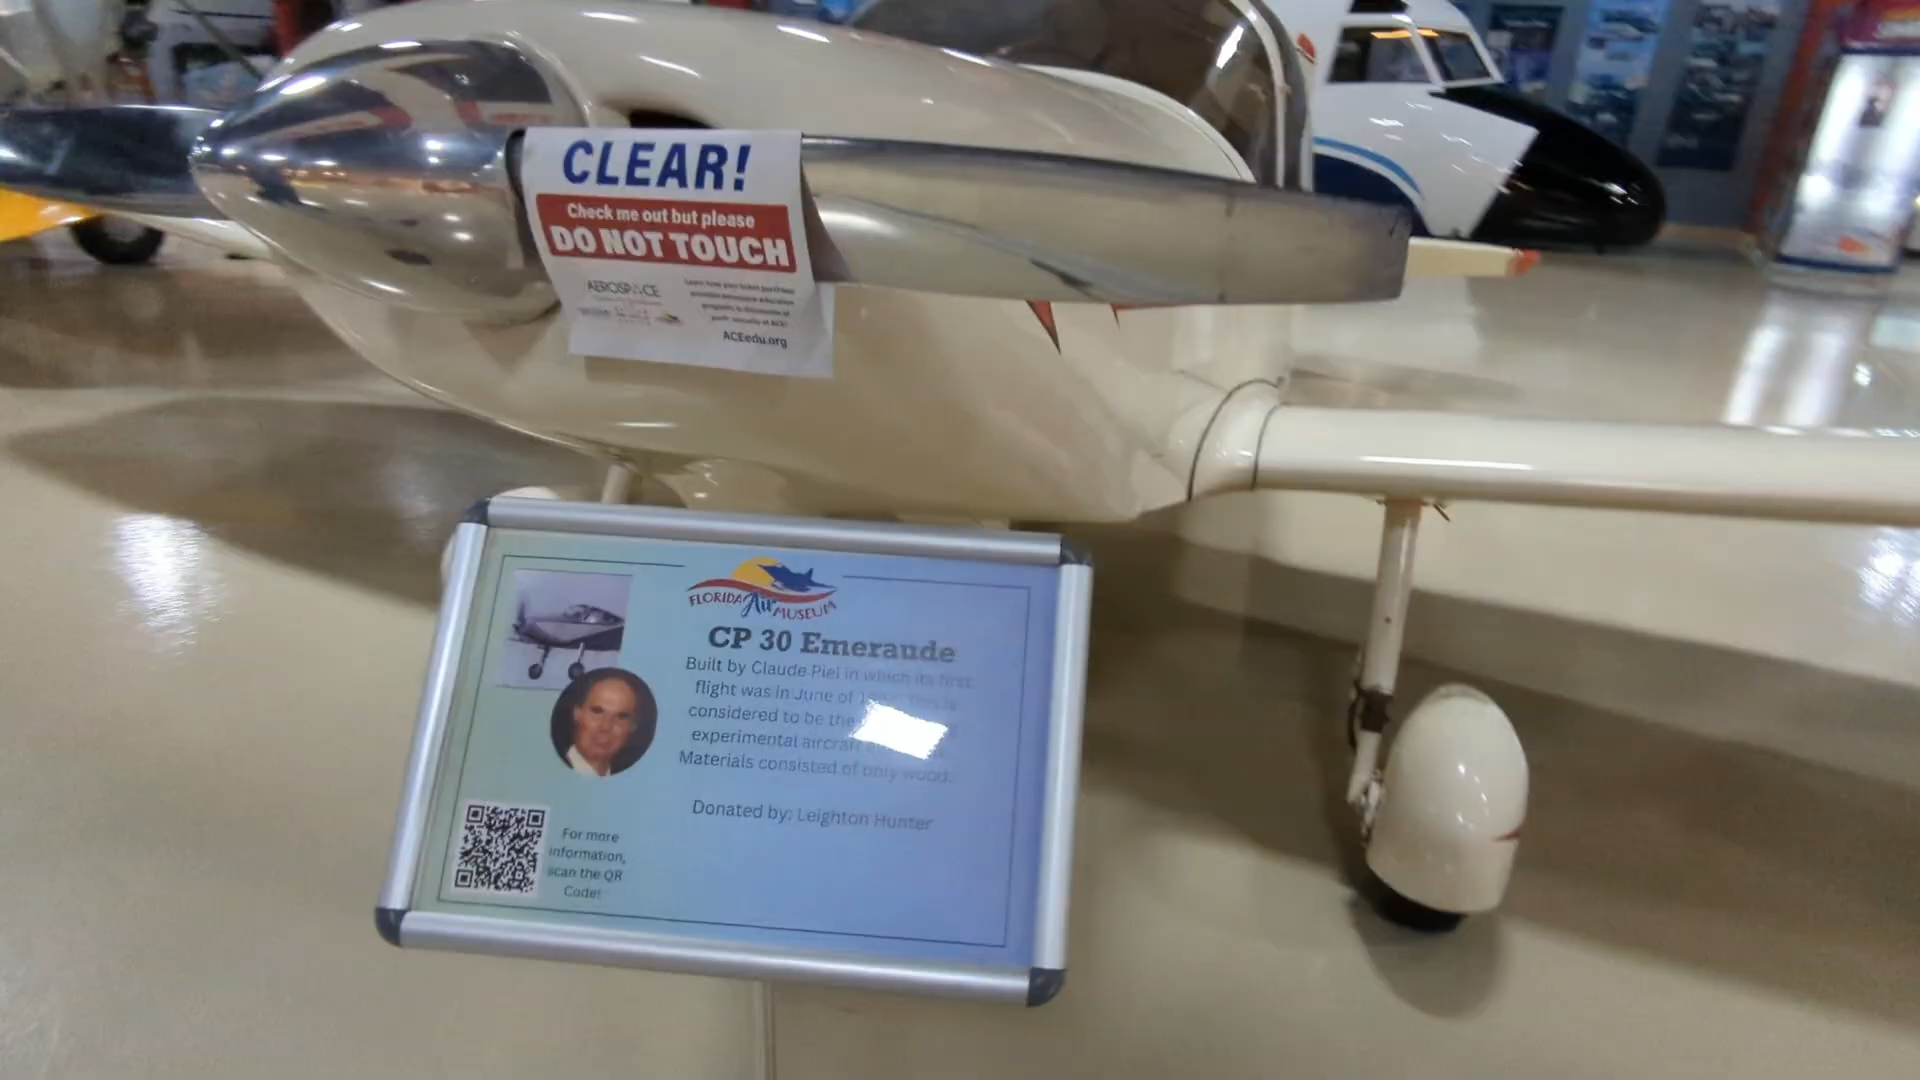 CLEAR!
Check me out but please
DO NOT TOUCH
AEROSPACE
ACEedu.org
FLORIDA Air MUSEUM
CP 30 Emeraude
Built by Claude Piel in which its first
flight was in June of
considered to be the
experimental aircraft
Materials consisted of only wood.
Donated by: Leighton Hunter
For more
information,
scan the QR
Code!